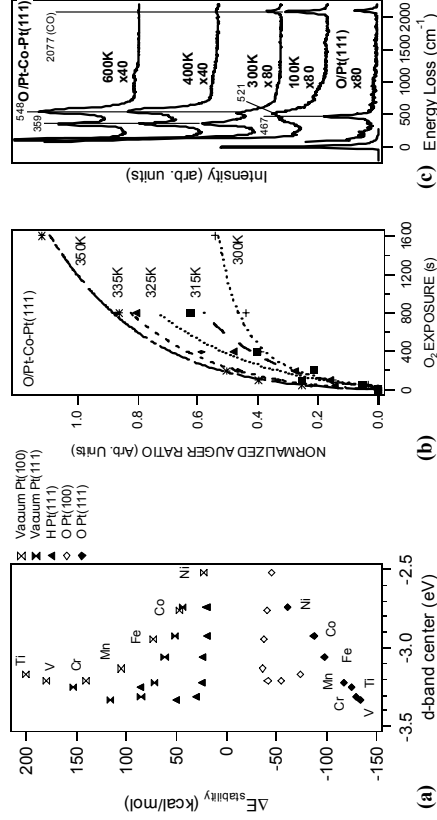 Vacuum Pt(100)
Vacuum Pt(111)
H Pt(111)
O Pt(100)
O Pt(111)
200
150
100
50
0
-50
-100
-150
ΔE stability (kcal/mol)
Ti
V
Cr
Mn
Fe
Co
Ni
Ni
Co
Fe
Mn
Cr
Ti
V
-3.5
-3.0
-2.5
d-band center (eV)
(a)
O/Pt-Co-Pt(111)
350K
335K
325K
315K
300K
1.0
0.8
0.6
0.4
0.2
0.0
NORMALIZED AUGER RATIO (Arb. Units)
0
400
800
1200
1600
O2 EXPOSURE (s)
(b)
548
O/Pt-Co-Pt(111)
359
2077 (CO)
600K
x40
400K
x40
300K
x80
521
100K
x80
467
O/Pt(111)
x80
Intensity (arb. units)
0
500
1000
1500
2000
Energy Loss (cm-1)
(c)